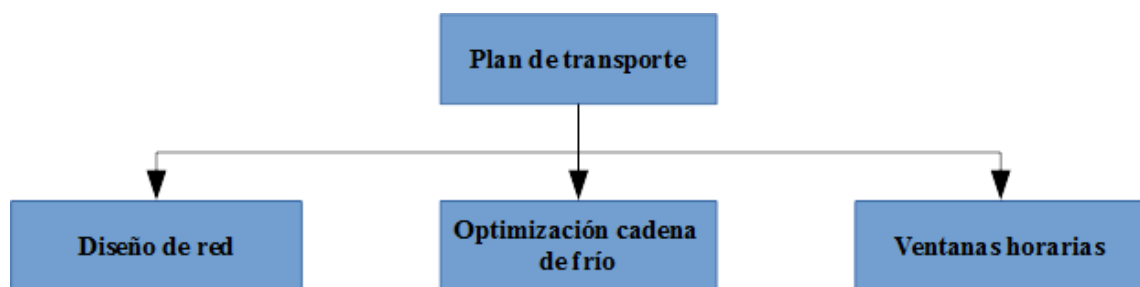 Plan de transporte
Diseño de red
Optimización cadena
de frío
Ventanas horarias